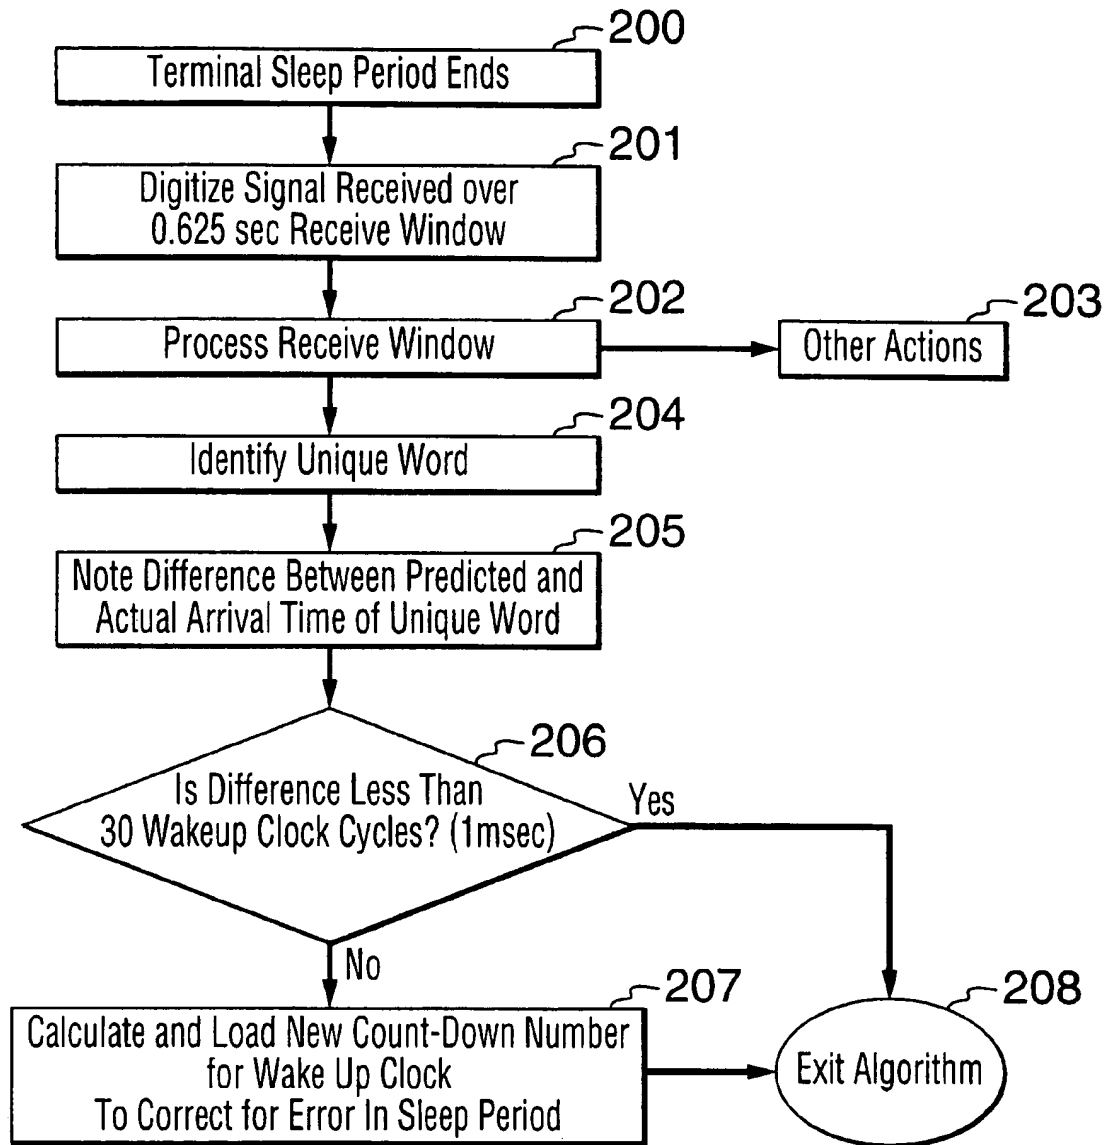 200
Terminal Sleep Period Ends
201
Digitize Signal Received over
0.625 sec Receive Window
202
Process Receive Window
203
Other Actions
204
Identify Unique Word
205
Note Difference Between Predicted and
Actual Arrival Time of Unique Word
206
Is Difference Less Than
30 Wakeup Clock Cycles? (1msec)
Yes
No
207
Calculate and Load New Count-Down Number
for Wake Up Clock
To Correct for Error In Sleep Period
208
Exit Algorithm